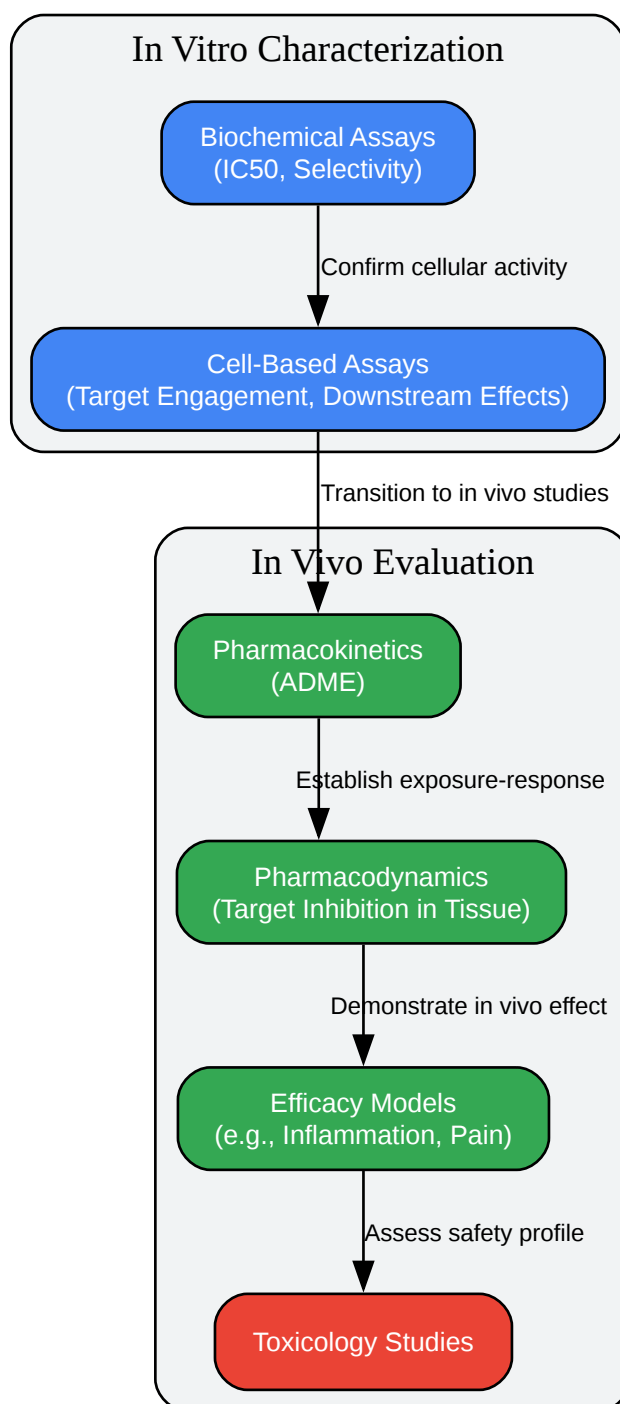 In Vitro Characterization
Biochemical Assays
(IC50, Selectivity)
Confirm cellular activity
Cell-Based Assays
(Target Engagement, Downstream Effects)
Transition to in vivo studies
In Vivo Evaluation
Pharmacokinetics
(ADME)
Establish exposure-response
Pharmacodynamics
(Target Inhibition in Tissue)
Demonstrate in vivo effect
Efficacy Models
(e.g., Inflammation, Pain)
Assess safety profile
Toxicology Studies